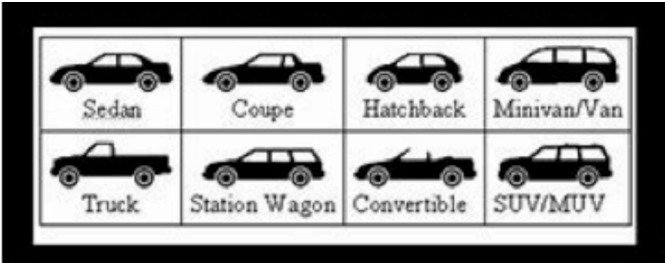 Sedan
Coupe
Hatchback
Minivan/Van
Truck
Station Wagon
Convertible
SUV/MUV